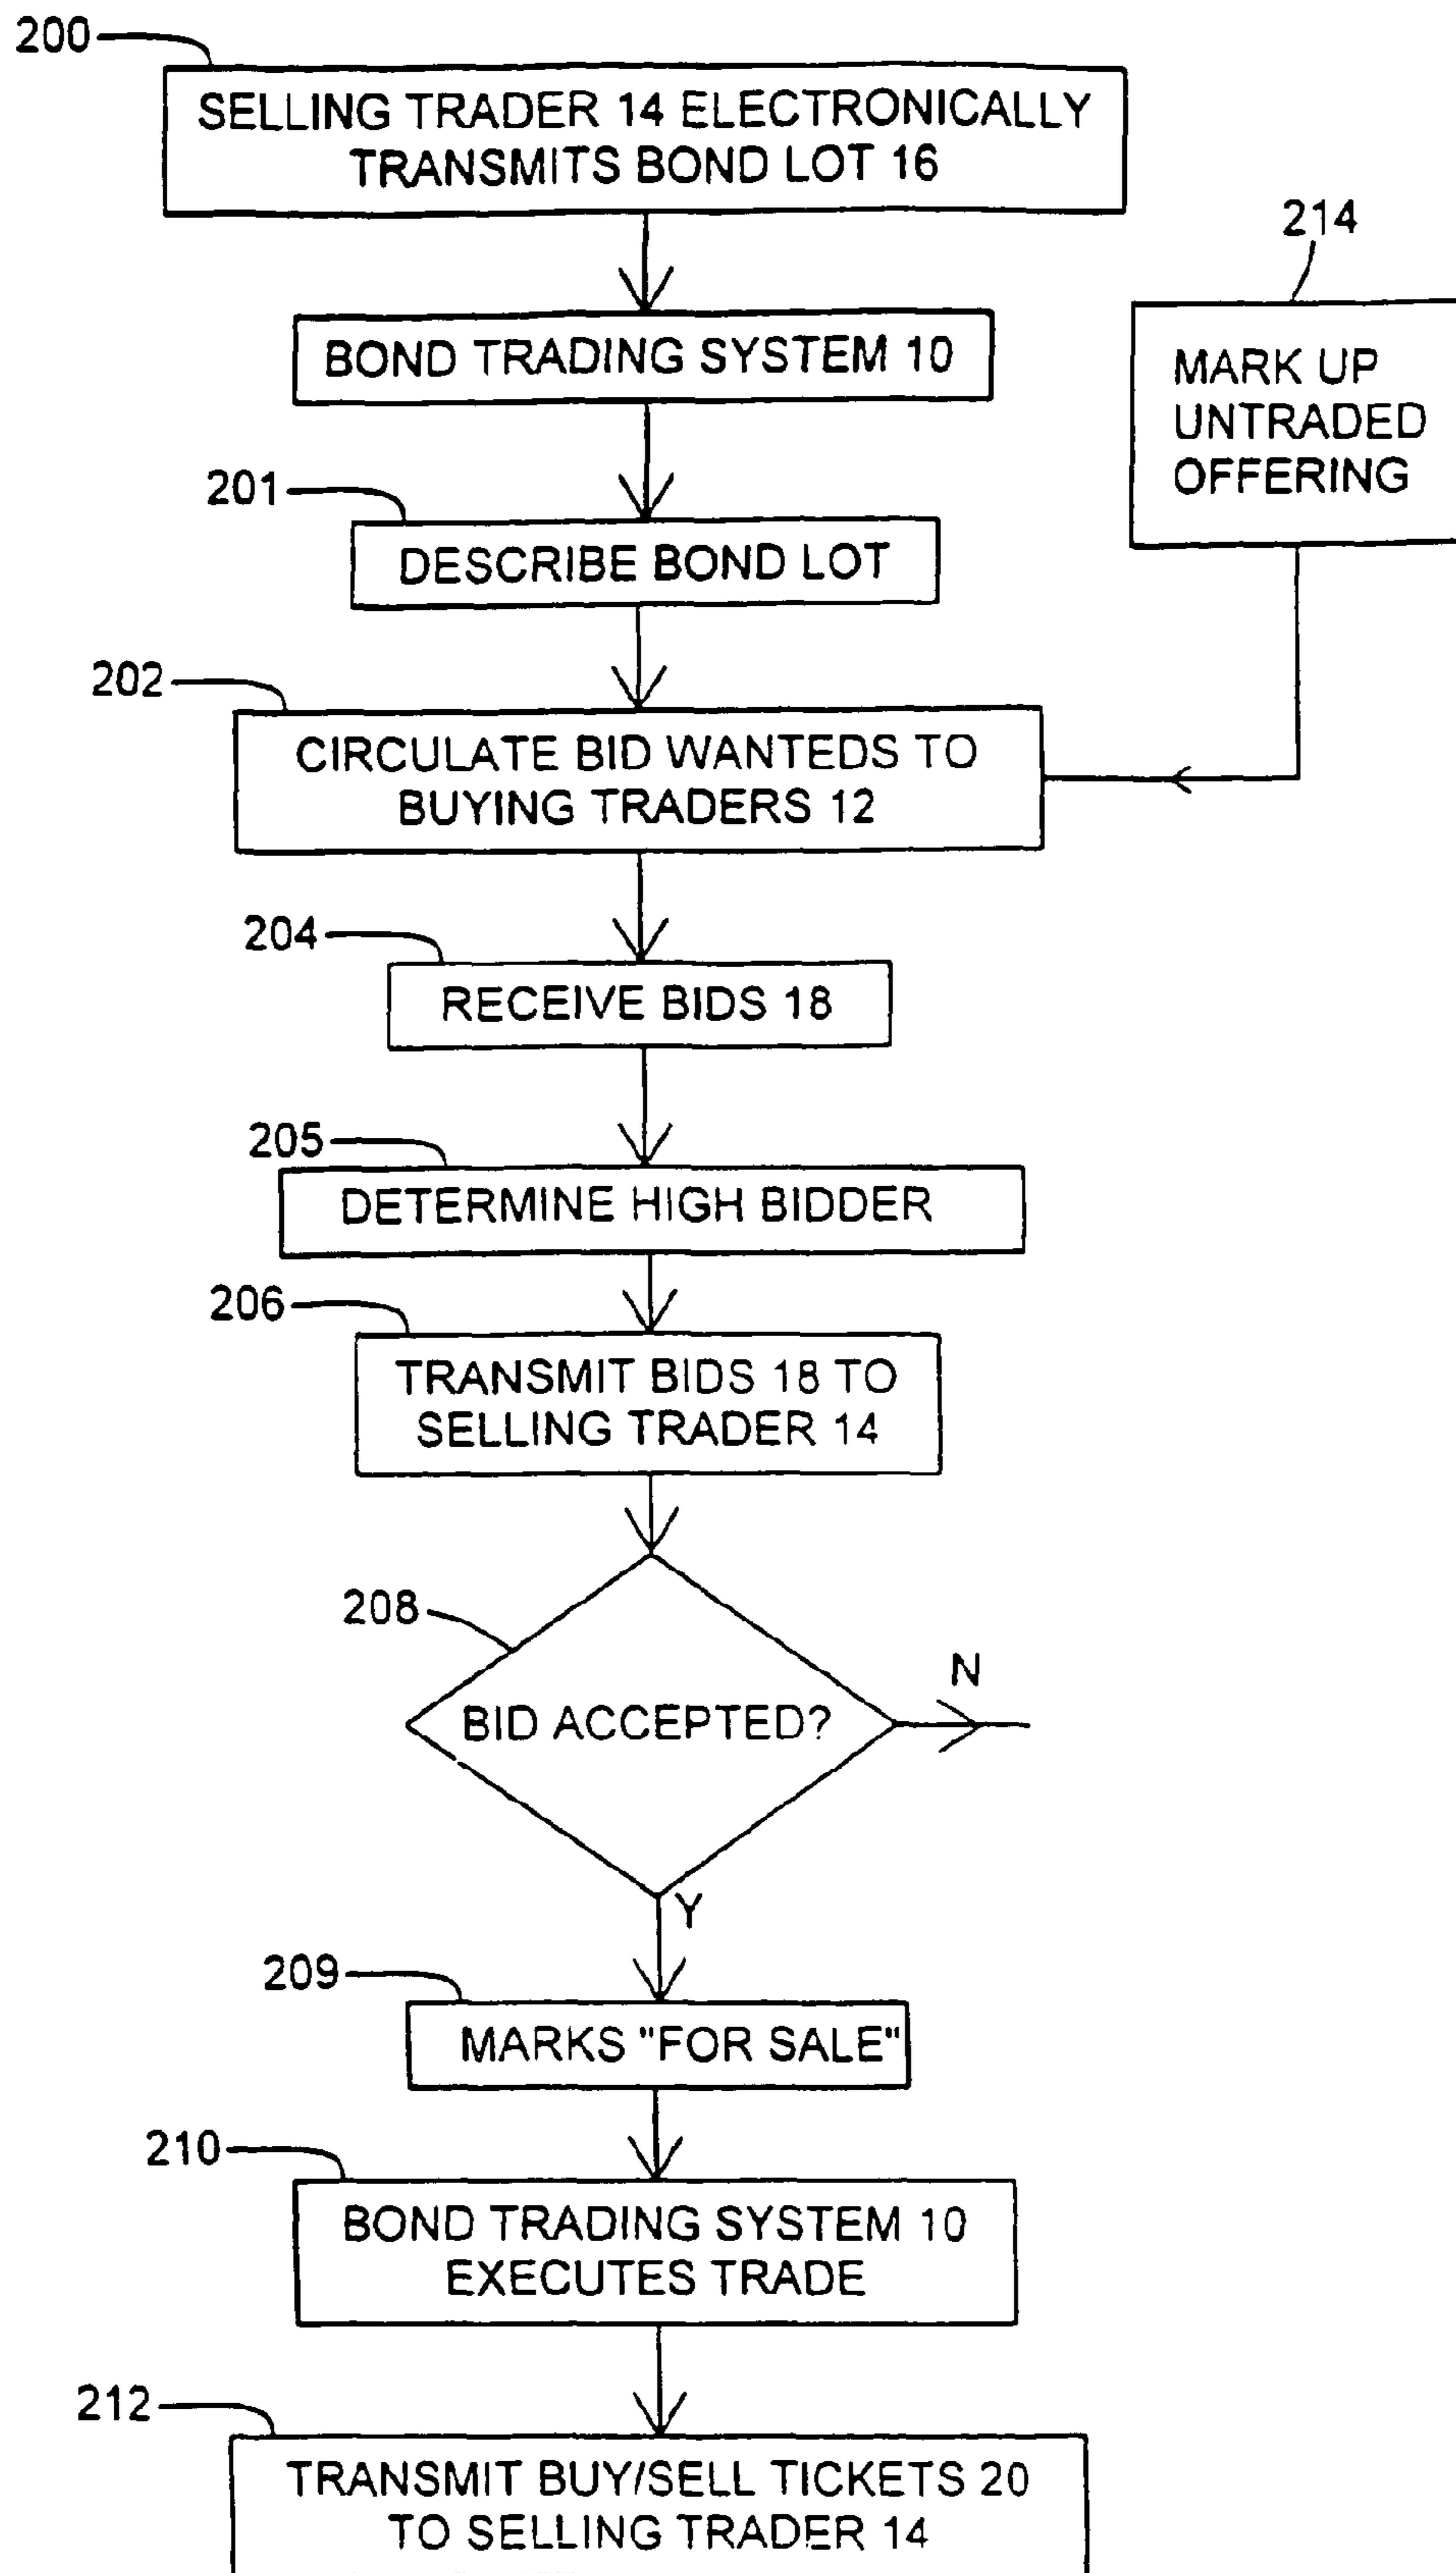 200
SELLING TRADER 14 ELECTRONICALLY
TRANSMITS BOND LOT 16
214
BOND TRADING SYSTEM 10
MARK UP
UNTRADED
OFFERING
201
DESCRIBE BOND LOT
202
CIRCULATE BID WANTEDS TO
BUYING TRADERS 12
204
RECEIVE BIDS 18
205
DETERMINE HIGH BIDDER
206
TRANSMIT BIDS 18 TO
SELLING TRADER 14
208
BID ACCEPTED?
N
Y
209
MARKS "FOR SALE"
210
BOND TRADING SYSTEM 10
EXECUTES TRADE
212
TRANSMIT BUY/SELL TICKETS 20
TO SELLING TRADER 14